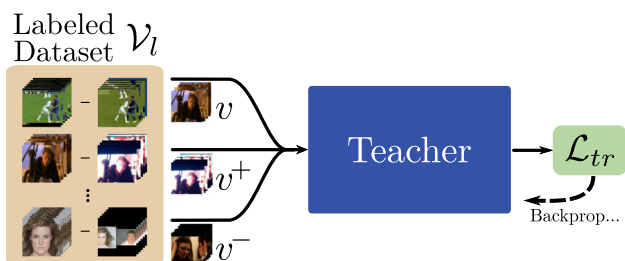 Labeled
Dataset 𝒱ₗ
v
v⁺
v⁻
Teacher
ℒₜᵣ
Backprop...